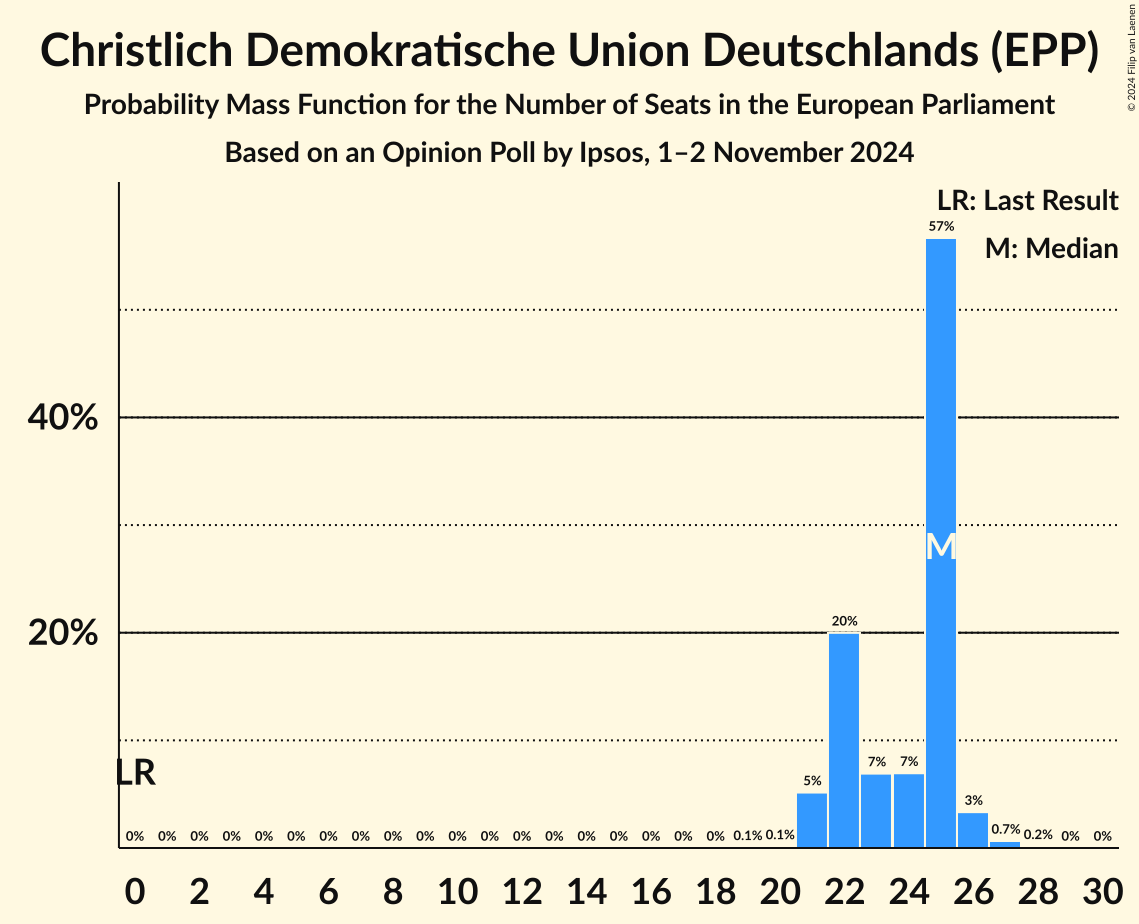 Christlich Demokratische Union Deutschlands (EPP)
Probability Mass Function for the Number of Seats in the European Parliament
Based on an Opinion Poll by Ipsos, 1–2 November 2024
© 2024 Filip van Laenen
LR: Last Result
57%
M: Median
40%
M
20%
20%
LR
7% 7%
5%
3%
0% 0% 0% 0% 0% 0% 0% 0% 0% 0% 0% 0% 0% 0% 0% 0% 0% 0% 0% 0.1% 0.1% 0.7% 0.2% 0% 0%
0 2 4 6 8 10 12 14 16 18 20 22 24 26 28 30